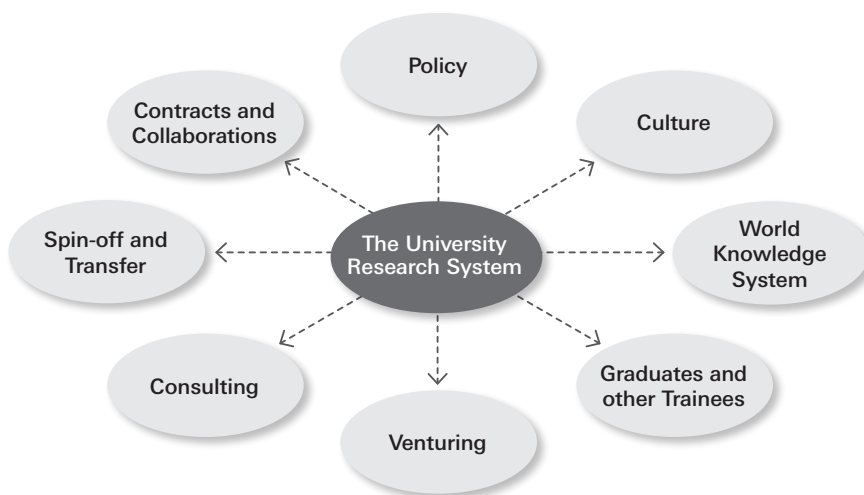 Policy
Contracts and
Collaborations
Culture
Spin-off and
Transfer
The University
Research System
World
Knowledge
System
Consulting
Graduates and
other Trainees
Venturing